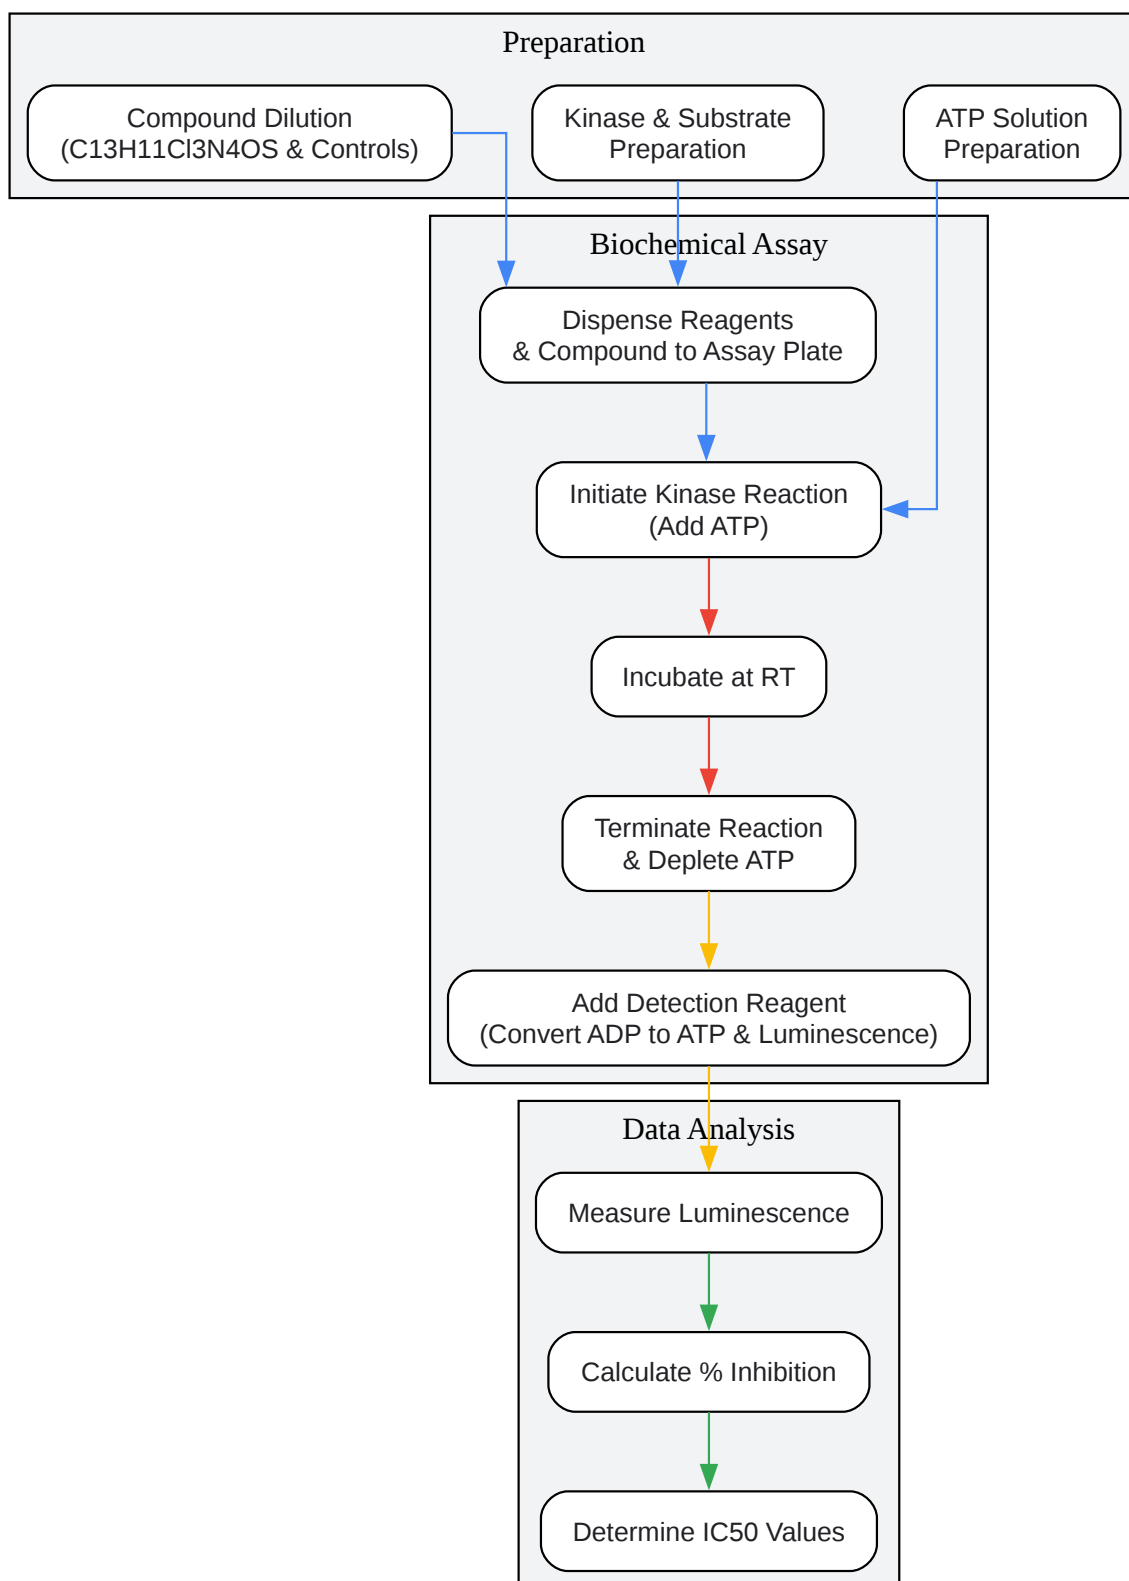 Preparation
Compound Dilution
(C13H11Cl3N4OS & Controls)
Kinase & Substrate
Preparation
ATP Solution
Preparation
Biochemical Assay
Dispense Reagents
& Compound to Assay Plate
Initiate Kinase Reaction
(Add ATP)
Incubate at RT
Terminate Reaction
& Deplete ATP
Add Detection Reagent
(Convert ADP to ATP & Luminescence)
Data Analysis
Measure Luminescence
Calculate % Inhibition
Determine IC50 Values